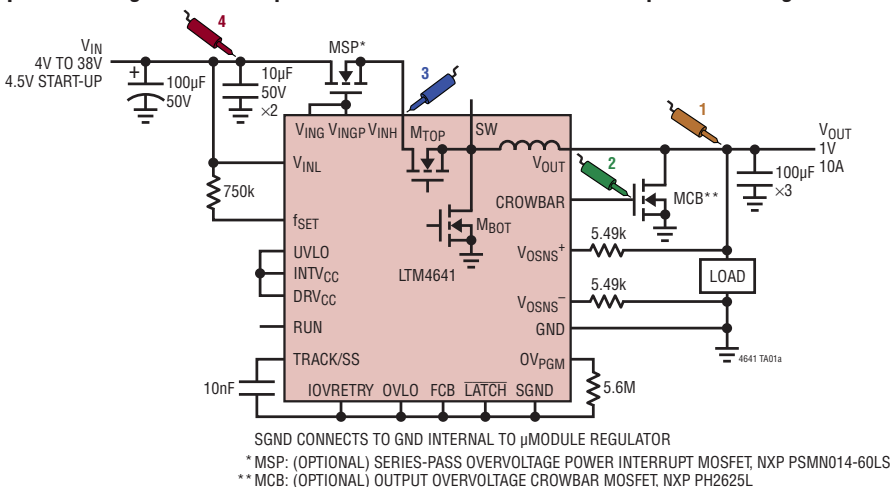 4
V_IN
4V TO 38V
4.5V START-UP
+
100µF
50V
10µF
50V
×2
MSP*
3
1
V_ING V_INGP V_INH
M_TOP
SW
V_INL
V_OUT
2
V_OUT
1V
10A
100µF
×3
750k
CROWBAR
MCB**
f_SET
M_BOT
5.49k
V_OSNS+
UVLO
INTV_CC
DRV_CC
LTM4641
LOAD
5.49k
V_OSNS–
RUN
GND
4641 TA01a
TRACK/SS
OV_PGM
10nF
5.6M
IOVRETRY OVLO FCB LATCH SGND
SGND CONNECTS TO GND INTERNAL TO µMODULE REGULATOR
*MSP: (OPTIONAL) SERIES-PASS OVERVOLTAGE POWER INTERRUPT MOSFET, NXP PSMN014-60LS
**MCB: (OPTIONAL) OUTPUT OVERVOLTAGE CROWBAR MOSFET, NXP PH2625L